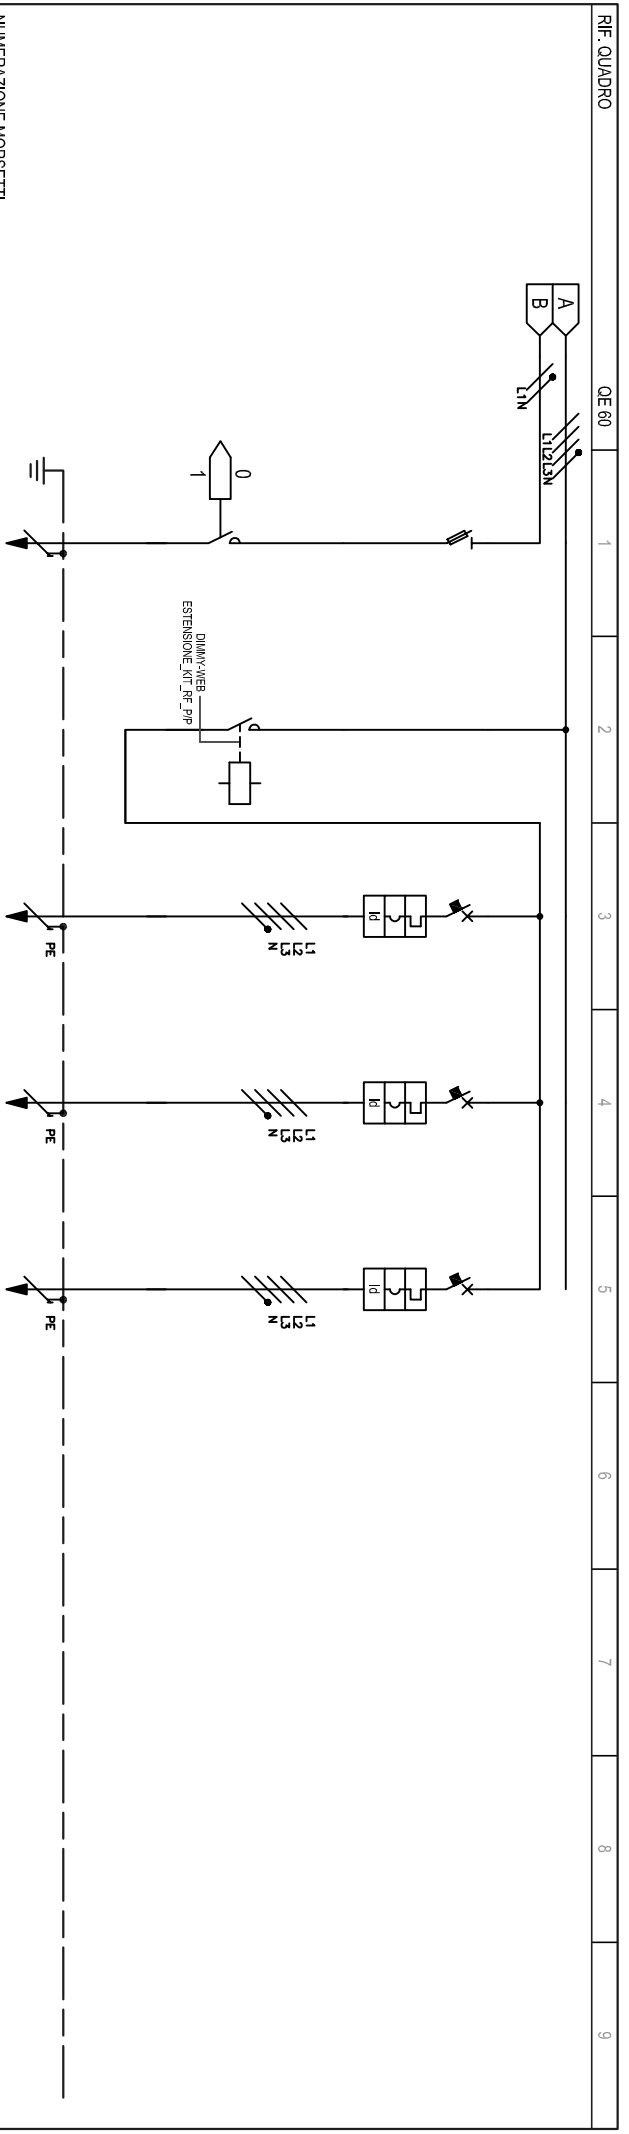 RIF. QUADRO
QE 60
1
2
3
4
5
6
7
8
9
A
B
L1L2L3N
L1N
0
1
DIMMY-WEB
ESTENSIONE_KIT_RF_P/P
Id
L1
L2
L3
N
PE
Id
L1
L2
L3
N
PE
Id
L1
L2
L3
N
PE
NUMERAZIONE MORSETTI